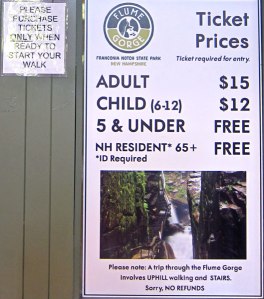 PLEASE
PURCHASE
TICKETS
ONLY WHEN
READY TO
START YOUR
WALK
FLUME
GORGE
FRANCONIA NOTCH STATE PARK
NEW HAMPSHIRE
Ticket
Prices
Ticket required for entry.
ADULT $15
CHILD (6-12) $12
5 & UNDER FREE
NH RESIDENT* 65+ FREE
*ID Required
Please note: A trip through the Flume Gorge
involves UPHILL walking and STAIRS.
Sorry, NO REFUNDS